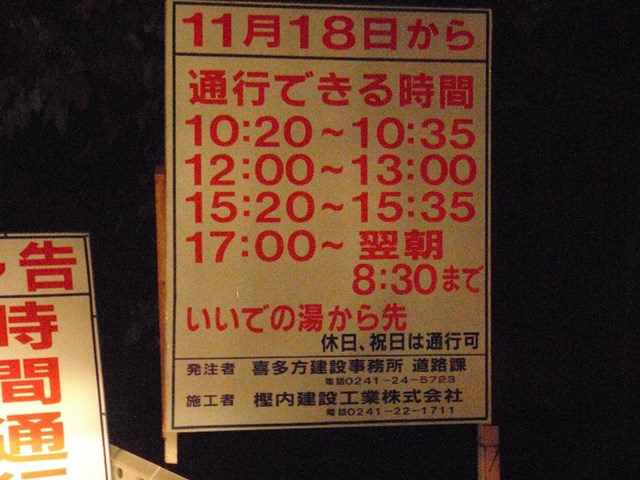 11月18日から
通行できる時間
10:20~10:35
12:00~13:00
15:20~15:35
17:00~翌朝
8:30まで
いいでの湯から先
休日、祝日は通行可
発注者 喜多方建設事務所 道路課
電話0241-24-5723
施工者 樫内建設工業株式会社
電話0241-22-1711
告
時
間
通